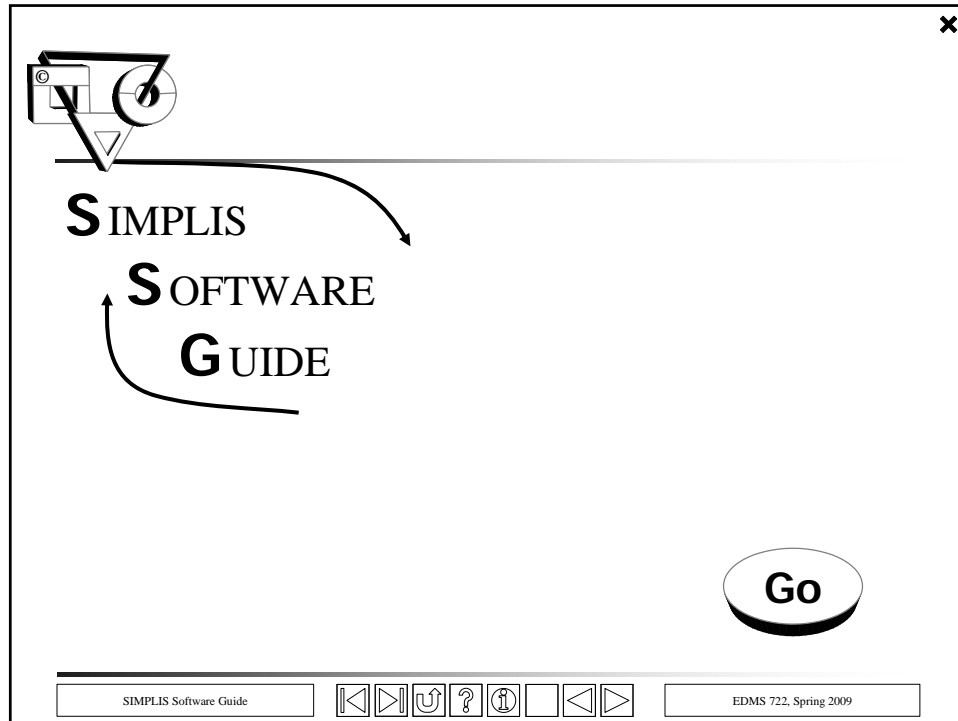 ©
SIMPLIS
SOFTWARE
GUIDE
Go
SIMPLIS Software Guide
?
i
EDMS 722, Spring 2009